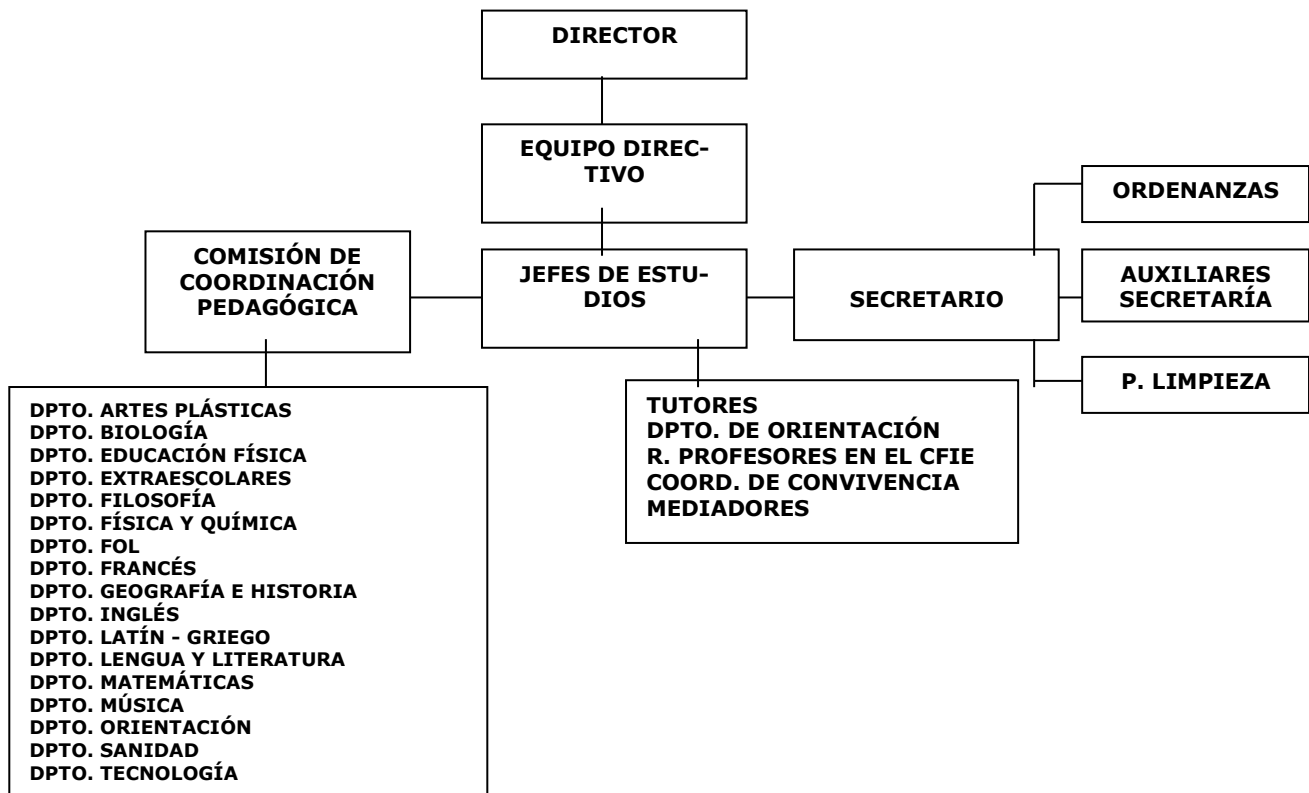 DIRECTOR
EQUIPO DIREC-
TIVO
ORDENANZAS
COMISIÓN DE
COORDINACIÓN
PEDAGÓGICA
JEFES DE ESTU-
DIOS
SECRETARIO
AUXILIARES
SECRETARÍA
P. LIMPIEZA
DPTO. ARTES PLÁSTICAS
DPTO. BIOLOGÍA
DPTO. EDUCACIÓN FÍSICA
DPTO. EXTRAESCOLARES
DPTO. FILOSOFÍA
DPTO. FÍSICA Y QUÍMICA
DPTO. FOL
DPTO. FRANCÉS
DPTO. GEOGRAFÍA E HISTORIA
DPTO. INGLÉS
DPTO. LATÍN - GRIEGO
DPTO. LENGUA Y LITERATURA
DPTO. MATEMÁTICAS
DPTO. MÚSICA
DPTO. ORIENTACIÓN
DPTO. SANIDAD
DPTO. TECNOLOGÍA
TUTORES
DPTO. DE ORIENTACIÓN
R. PROFESORES EN EL CFIE
COORD. DE CONVIVENCIA
MEDIADORES